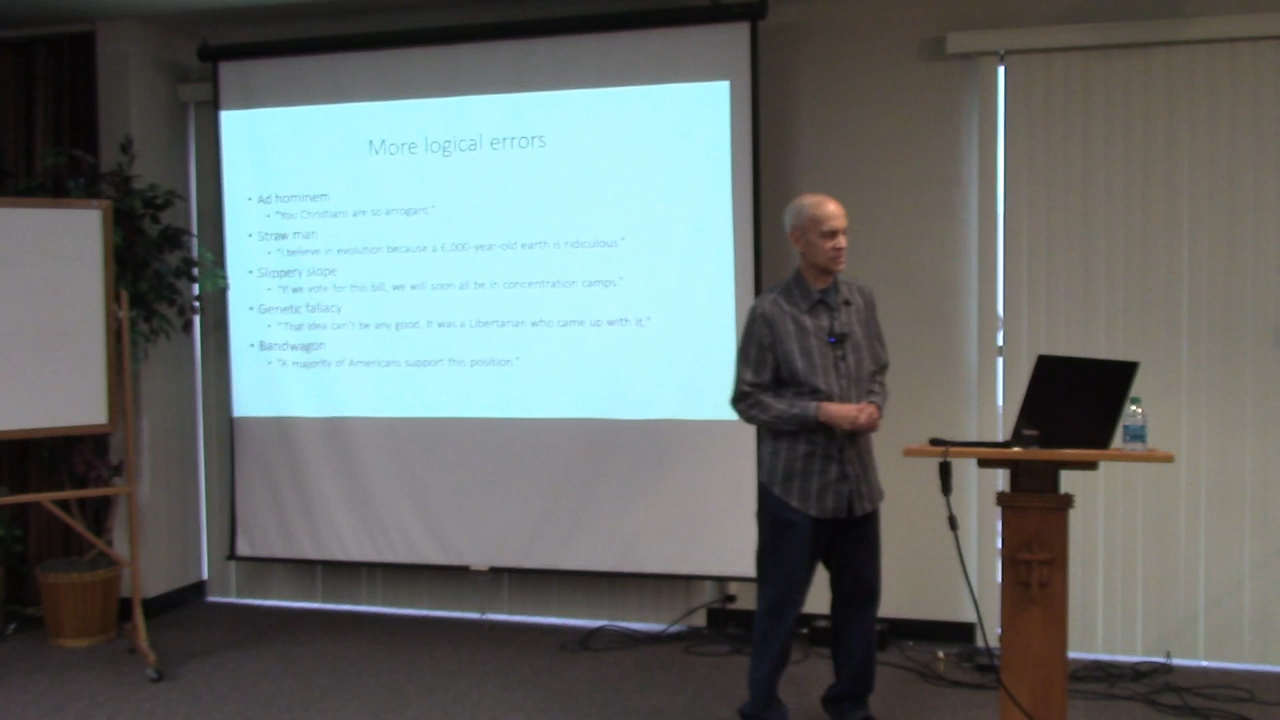 More logical errors
• Ad hominem
• "You Christians are so arrogant."
• Straw man
• "I believe in evolution because a 6,000-year-old earth is ridiculous."
• Slippery slope
• "If we vote for this bill, we will soon all be in concentration camps."
• Genetic fallacy
• "That idea can't be any good. It was a Libertarian who came up with it."
• Bandwagon
• "A majority of Americans support this position."